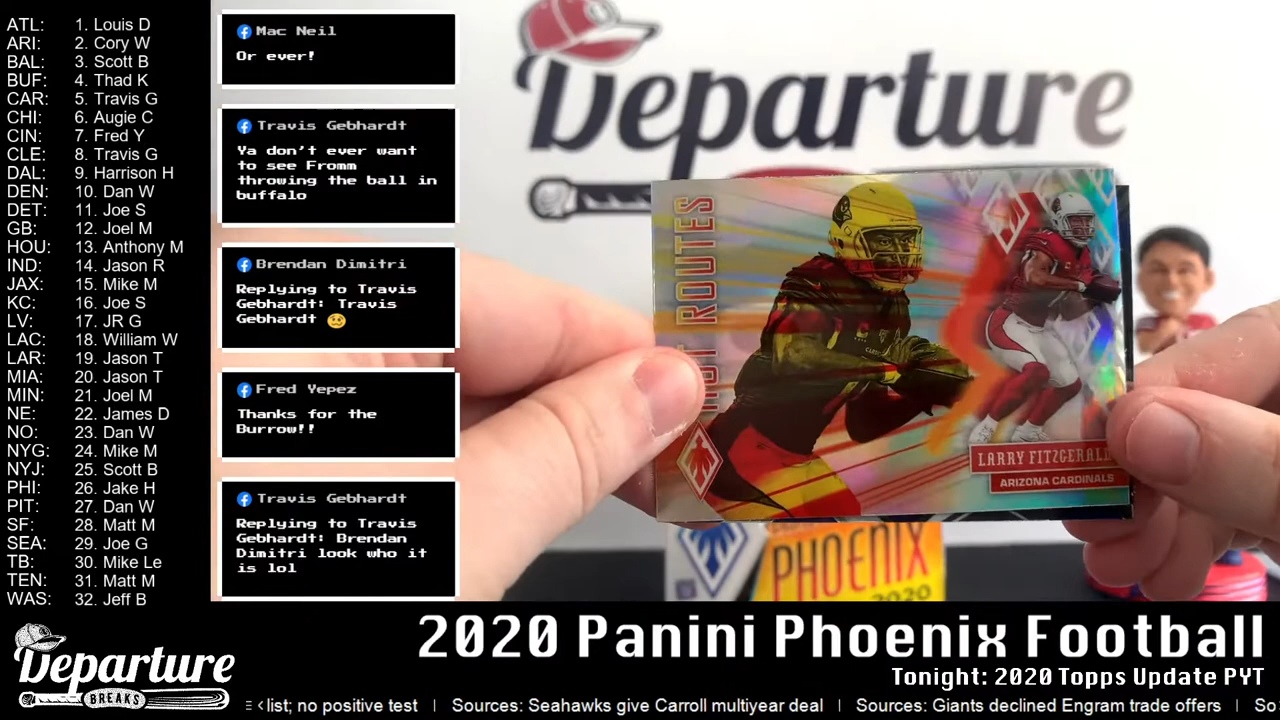 ATL: 1. Louis D
ARI: 2. Cory W
BAL: 3. Scott B
BUF: 4. Thad K
CAR: 5. Travis G
CHI: 6. Augie C
CIN: 7. Fred Y
CLE: 8. Travis G
DAL: 9. Harrison H
DEN: 10. Dan W
DET: 11. Joe S
GB: 12. Joel M
HOU: 13. Anthony M
IND: 14. Jason R
JAX: 15. Mike M
KC: 16. Joe S
LV: 17. JR G
LAC: 18. William W
LAR: 19. Jason T
MIA: 20. Jason T
MIN: 21. Joel M
NE: 22. James D
NO: 23. Dan W
NYG: 24. Mike M
NYJ: 25. Scott B
PHI: 26. Jake H
PIT: 27. Dan W
SF: 28. Matt M
SEA: 29. Joe G
TB: 30. Mike Le
TEN: 31. Matt M
WAS: 32. Jeff B
Mac Neil
Or ever!
Travis Gebhardt
Ya don't ever want
to see Fromm
throwing the ball in
buffalo
Brendan Dimitri
Replying to Travis
Gebhardt: Travis
Gebhardt 🥴
Fred Yepez
Thanks for the
Burrow!!
Travis Gebhardt
Replying to Travis
Gebhardt: Brendan
Dimitri look who it
is lol
Departure
HOT ROUTES
LARRY FITZGERALD
ARIZONA CARDINALS
PHOENIX
2020
2020 Panini Phoenix Football
Tonight: 2020 Topps Update PYT
Departure
BREAKS
list; no positive test | Sources: Seahawks give Carroll multiyear deal | Sources: Giants declined Engram trade offers | So